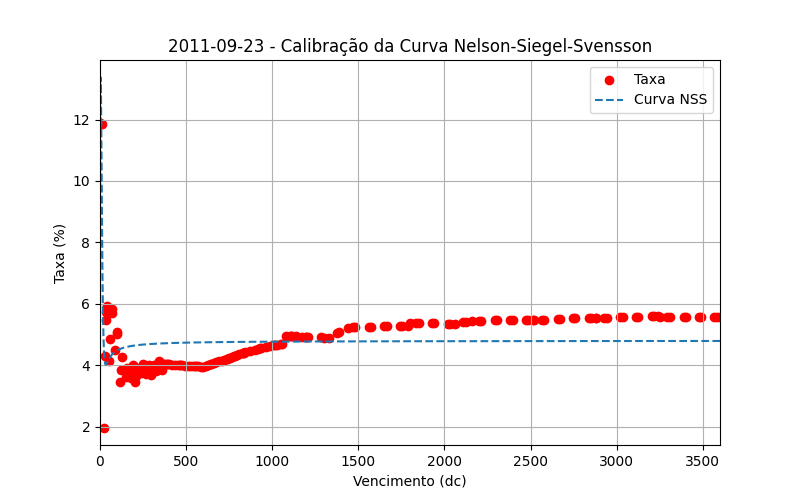 2011-09-23 - Calibração da Curva Nelson-Siegel-Svensson
Taxa
Curva NSS
Taxa (%)
12
10
8
6
4
2
0 500 1000 1500 2000 2500 3000 3500
Vencimento (dc)